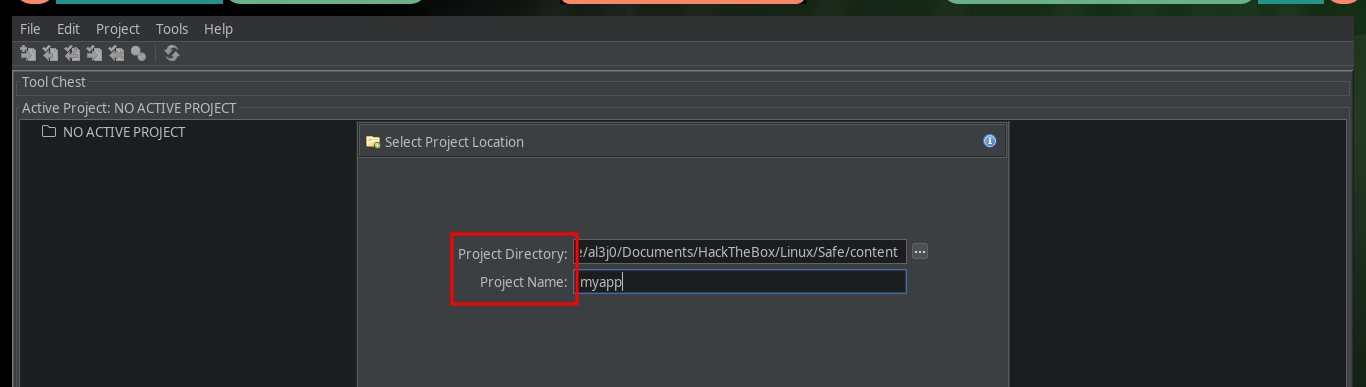 File Edit Project Tools Help
Tool Chest
Active Project: NO ACTIVE PROJECT
NO ACTIVE PROJECT
Select Project Location
Project Directory: e/al3j0/Documents/HackTheBox/Linux/Safe/content ...
Project Name: myapp